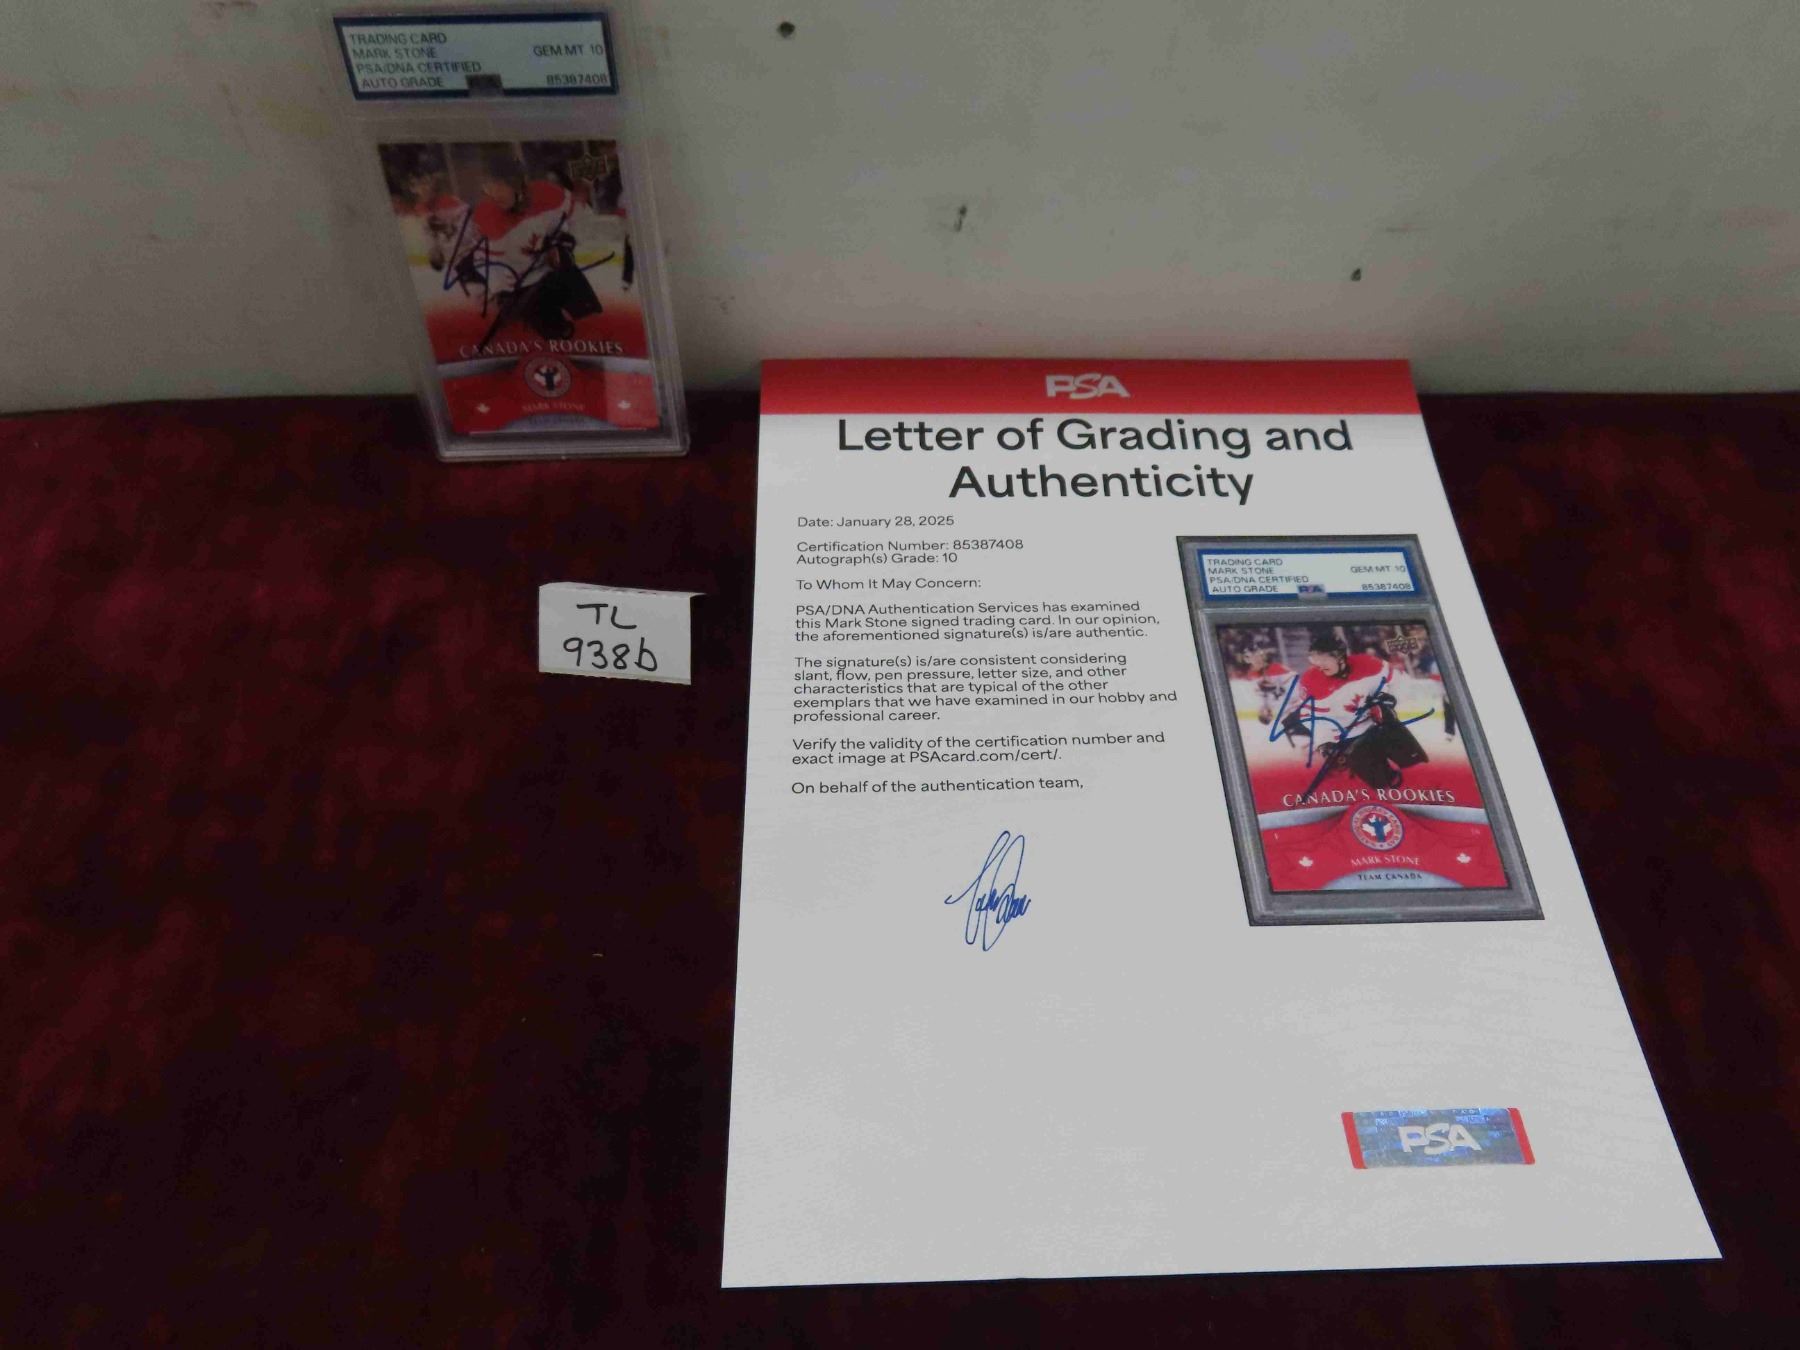 TRADING CARD
MARK STONE GEM MT 10
PSA/DNA CERTIFIED
AUTO GRADE 85387408
CANADA'S ROOKIES
MARK STONE
TEAM CANADA
TL
938b
PSA
Letter of Grading and
Authenticity
Date: January 28, 2025
Certification Number: 85387408
Autograph(s) Grade: 10
To Whom It May Concern:
PSA/DNA Authentication Services has examined
this Mark Stone signed trading card. In our opinion,
the aforementioned signature(s) is/are authentic.
The signature(s) is/are consistent considering
slant, flow, pen pressure, letter size, and other
characteristics that are typical of the other
exemplars that we have examined in our hobby and
professional career.
Verify the validity of the certification number and
exact image at PSAcard.com/cert/.
On behalf of the authentication team,
TRADING CARD
MARK STONE GEM MT 10
PSA/DNA CERTIFIED
AUTO GRADE PSA 85387408
CANADA'S ROOKIES
MARK STONE
TEAM CANADA
PSA